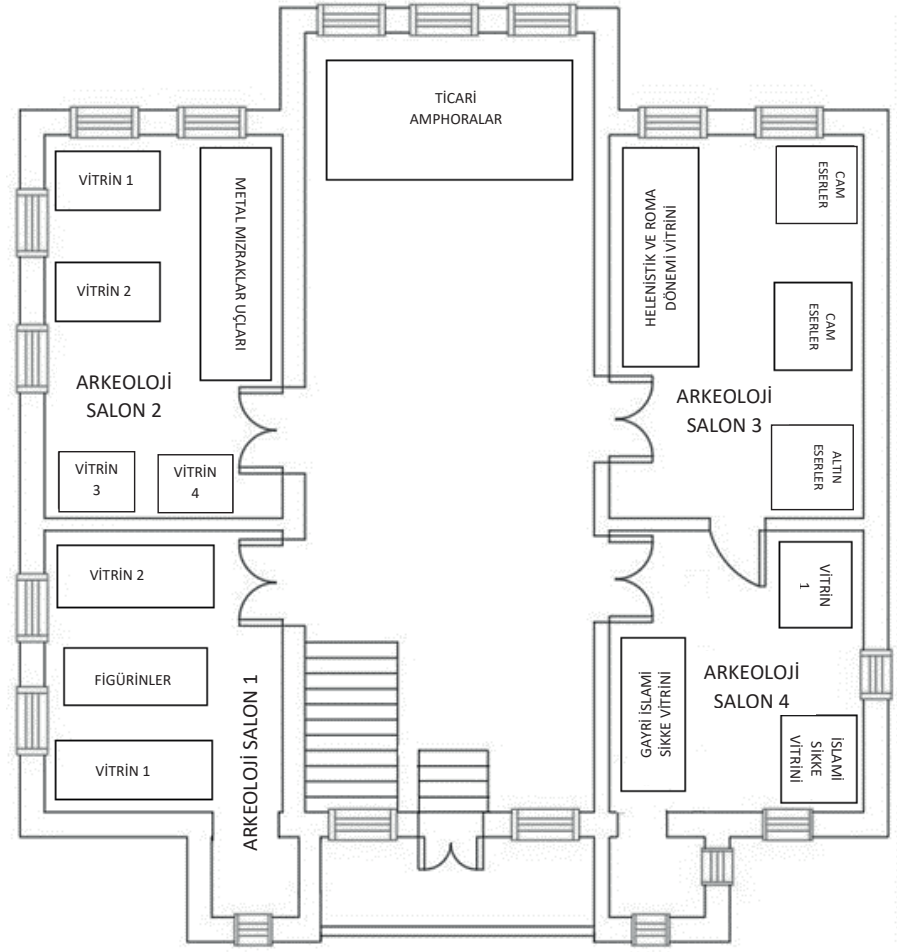 TİCARİ
AMPHORALAR
VİTRİN 1
VİTRİN 2
METAL MIZRAKLAR UÇLARI
ARKEOLOJİ
SALON 2
VİTRİN
3
VİTRİN
4
VİTRİN 2
FİGÜRİNLER
VİTRİN 1
ARKEOLOJİ SALON 1
HELENİSTİK VE ROMA
DÖNEMİ VİTRİNİ
CAM
ESERLER
CAM
ESERLER
ARKEOLOJİ
SALON 3
ALTIN
ESERLER
VİTRİN
1
ARKEOLOJİ
SALON 4
GAYRİ İSLAMİ
SİKKE VİTRİNİ
İSLAMİ
SİKKE
VİTRİNİ